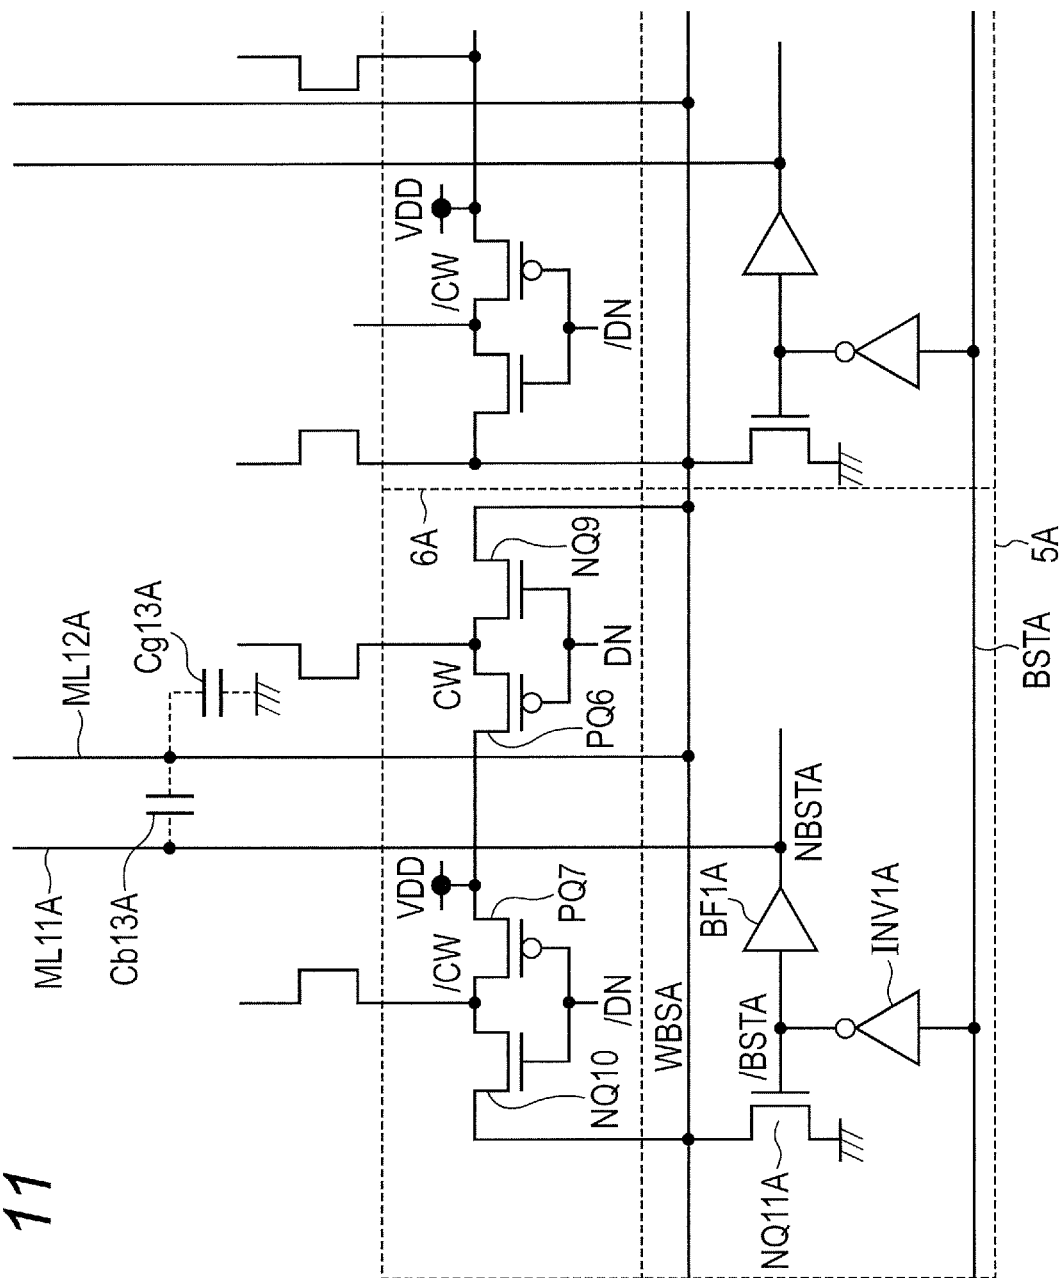 11
ML11A
ML12A
Cb13A
Cg13A
VDD
/CW
PQ7
NQ10
/DN
CW
PQ6
NQ9
DN
6A
VDD
/CW
/DN
WBSA
/BSTA
BF1A
NBSTA
NQ11A
INV1A
BSTA
5A